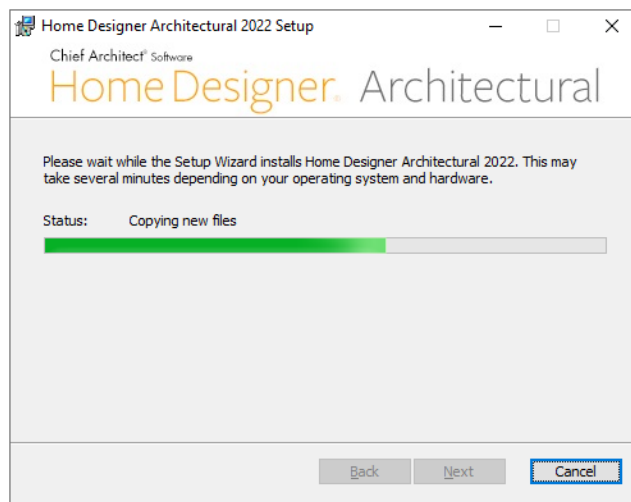 Home Designer Architectural 2022 Setup
Chief Architect® Software
Home Designer® Architectural
Please wait while the Setup Wizard installs Home Designer Architectural 2022. This may
take several minutes depending on your operating system and hardware.
Status: Copying new files
Back Next Cancel